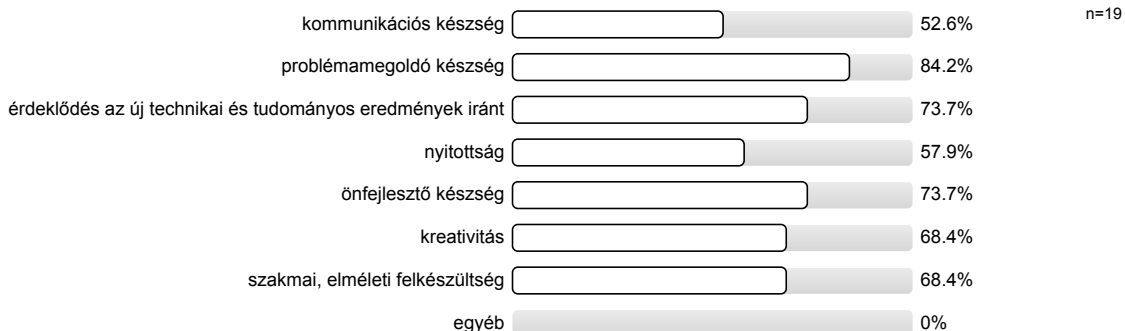 n=19
kommunikációs készség 52.6%
problémamegoldó készség 84.2%
érdeklődés az új technikai és tudományos eredmények iránt 73.7%
nyitottság 57.9%
önfejlesztő készség 73.7%
kreativitás 68.4%
szakmai, elméleti felkészültség 68.4%
egyéb 0%